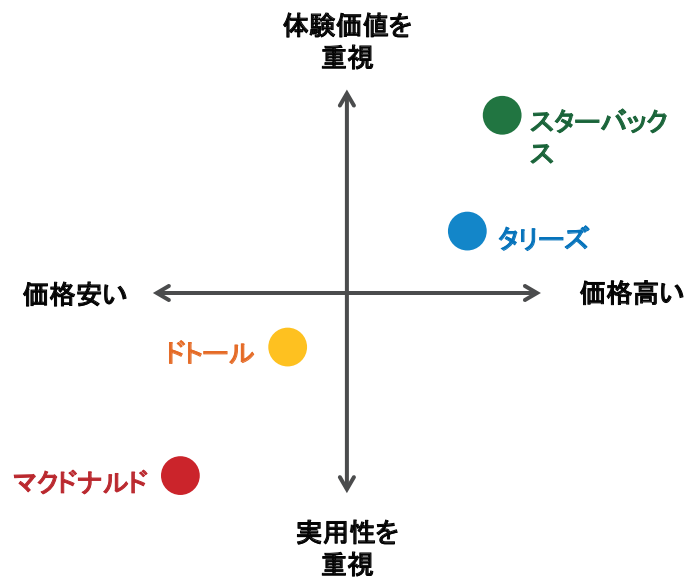 体験価値を
重視
スターバック
ス
タリーズ
価格安い
価格高い
ドトール
マクドナルド
実用性を
重視